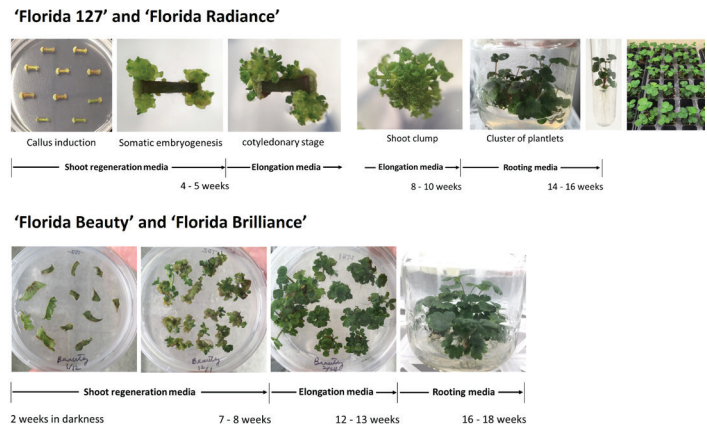 ‘Florida 127’ and ‘Florida Radiance’
Callus induction
Somatic embryogenesis
cotyledonary stage
Shoot clump
Cluster of plantlets
Shoot regeneration media
Elongation media
Elongation media
Rooting media
4 - 5 weeks
8 - 10 weeks
14 - 16 weeks
‘Florida Beauty’ and ‘Florida Brilliance’
Beauty
Beauty
Beauty
Shoot regeneration media
Elongation media
Rooting media
2 weeks in darkness
7 - 8 weeks
12 - 13 weeks
16 - 18 weeks